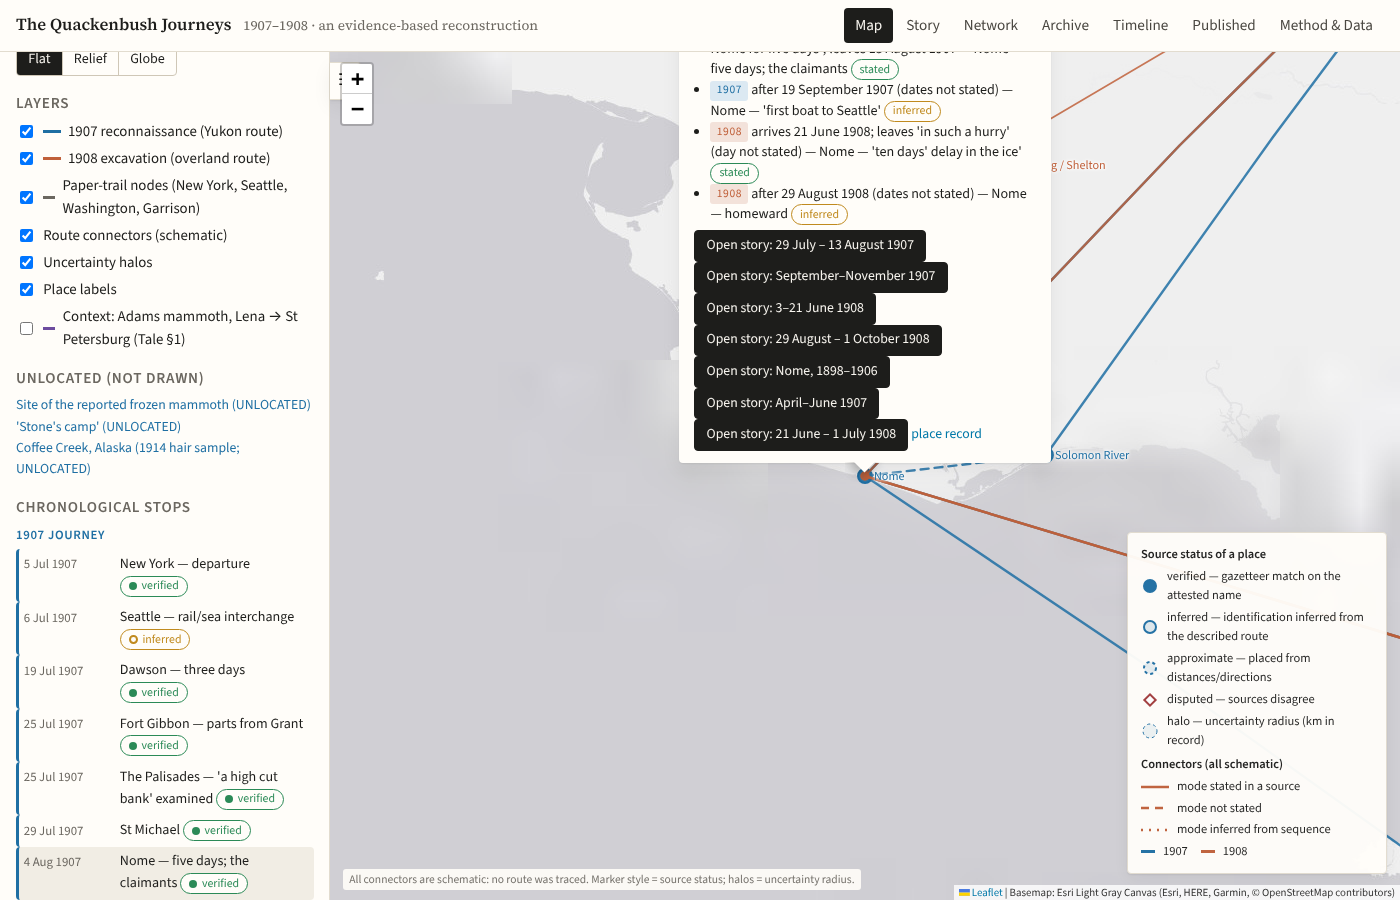 The Quackenbush Journeys 1907–1908 · an evidence-based reconstruction
Map Story Network Archive Timeline Published Method & Data
Flat Relief Globe
LAYERS
1907 reconnaissance (Yukon route)
1908 excavation (overland route)
Paper-trail nodes (New York, Seattle,
Washington, Garrison)
Route connectors (schematic)
Uncertainty halos
Place labels
Context: Adams mammoth, Lena → St
Petersburg (Tale §1)
UNLOCATED (NOT DRAWN)
Site of the reported frozen mammoth (UNLOCATED)
'Stone's camp' (UNLOCATED)
Coffee Creek, Alaska (1914 hair sample;
UNLOCATED)
CHRONOLOGICAL STOPS
1907 JOURNEY
5 Jul 1907 New York — departure
verified
6 Jul 1907 Seattle — rail/sea interchange
inferred
19 Jul 1907 Dawson — three days
verified
25 Jul 1907 Fort Gibbon — parts from Grant
verified
25 Jul 1907 The Palisades — 'a high cut
bank' examined verified
29 Jul 1907 St Michael verified
4 Aug 1907 Nome — five days; the
claimants verified
+
−
five days; the claimants stated
1907 after 19 September 1907 (dates not stated) —
Nome — 'first boat to Seattle' inferred
1908 arrives 21 June 1908; leaves 'in such a hurry'
(day not stated) — Nome — 'ten days' delay in the ice'
stated
1908 after 29 August 1908 (dates not stated) — Nome
— homeward inferred
Open story: 29 July – 13 August 1907
Open story: September–November 1907
Open story: 3–21 June 1908
Open story: 29 August – 1 October 1908
Open story: Nome, 1898–1906
Open story: April–June 1907
Open story: 21 June – 1 July 1908 place record
g / Shelton
Solomon River
Nome
Source status of a place
verified — gazetteer match on the
attested name
inferred — identification inferred from
the described route
approximate — placed from
distances/directions
disputed — sources disagree
halo — uncertainty radius (km in
record)
Connectors (all schematic)
mode stated in a source
mode not stated
mode inferred from sequence
1907 1908
All connectors are schematic: no route was traced. Marker style = source status; halos = uncertainty radius.
Leaflet | Basemap: Esri Light Gray Canvas (Esri, HERE, Garmin, © OpenStreetMap contributors)